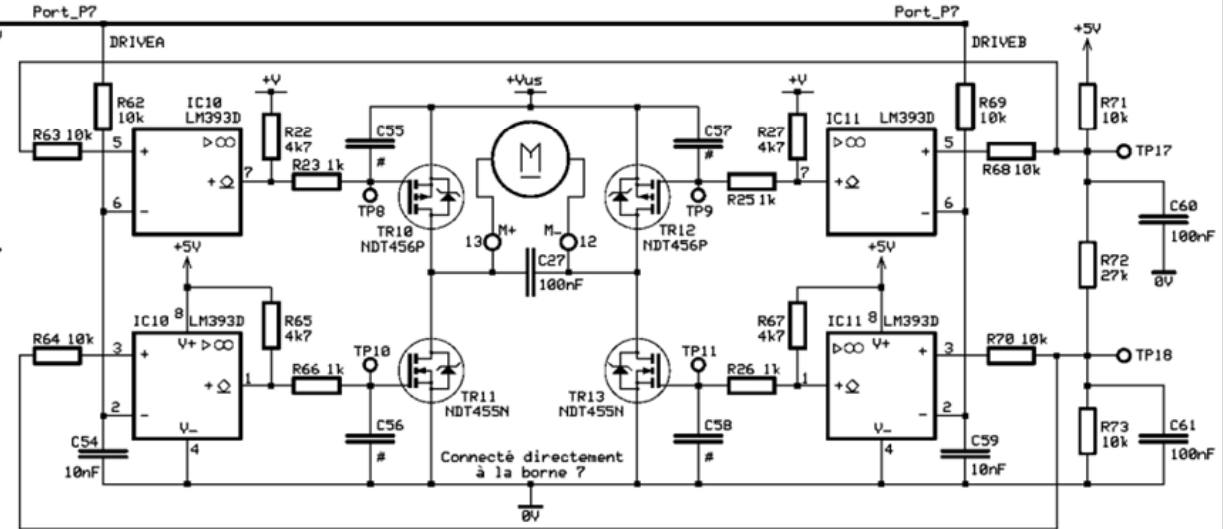 Port_P7
Port_P7
DRIVEA
DRIVEB
+5V
+V
+Vus
+V
R62
10k
IC10
LM393D
R22
4k7
C55
#
M
C57
#
R27
4k7
IC11
LM393D
R69
10k
R71
10k
R63 10k
5
+
▷∞
7
R23 1k
TP8
TP9
R25 1k
7
▷∞
+
5
R68 10k
TP17
6
-
TR10
NDT456P
M+
13
M-
12
TR12
NDT456P
-
6
C60
100nF
+5V
C27
100nF
+5V
R72
27k
0V
IC10
8
LM393D
R65
4k7
R67
4k7
IC11
8
LM393D
R64 10k
3
+
V+
▷∞
1
R66 1k
TP10
TP11
R26 1k
1
V+
▷∞
+
3
R70 10k
TP18
TR11
NDT455N
TR13
NDT455N
2
-
V-
4
C56
#
C58
#
V-
4
-
2
R73
10k
C61
100nF
C54
10nF
Connecté directement
à la borne 7
C59
10nF
0V